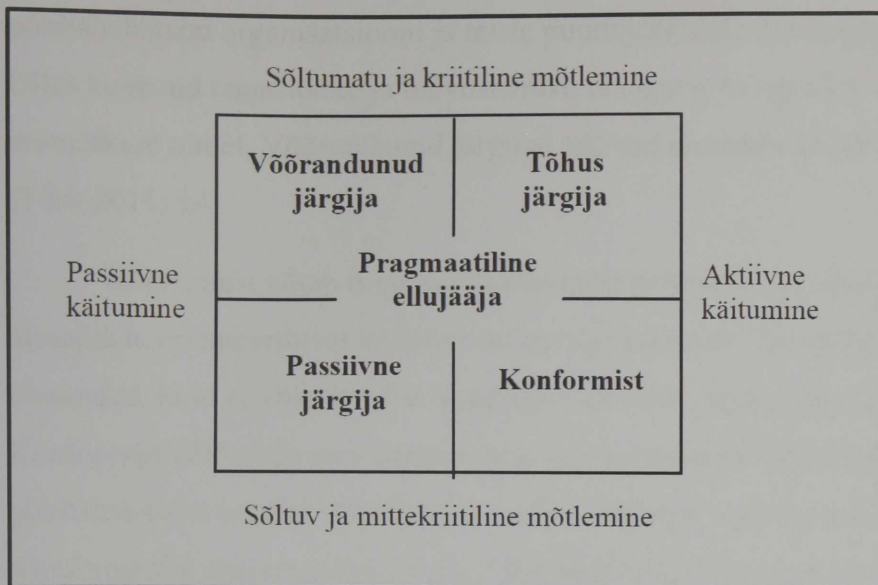 Sõltumatu ja kriitiline mõtlemine
Võõrandunud
järgija
Tõhus
järgija
Passiivne
käitumine
Pragmaatiline
ellujääja
Aktiivne
käitumine
Passiivne
järgija
Konformist
Sõltuv ja mittekriitiline mõtlemine